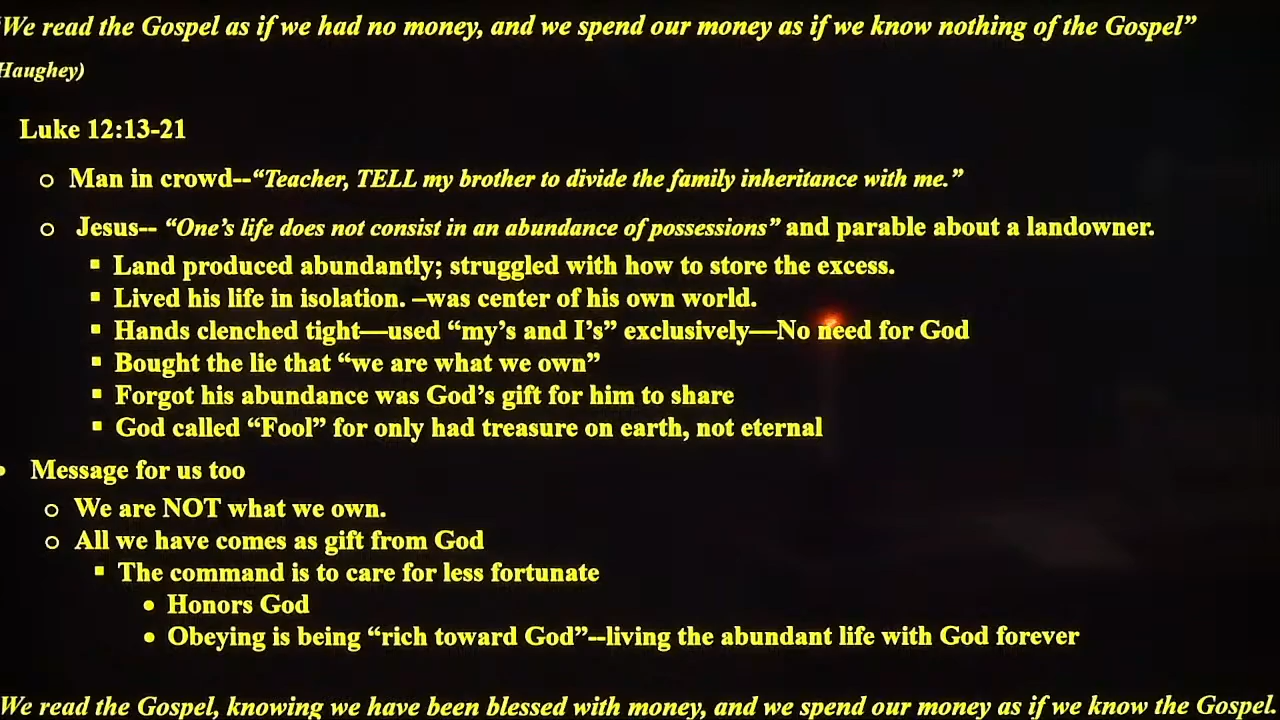 "We read the Gospel as if we had no money, and we spend our money as if we know nothing of the Gospel"
Haughey)
Luke 12:13-21
o Man in crowd--"Teacher, TELL my brother to divide the family inheritance with me."
o Jesus-- "One's life does not consist in an abundance of possessions" and parable about a landowner.
▪ Land produced abundantly; struggled with how to store the excess.
▪ Lived his life in isolation. –was center of his own world.
▪ Hands clenched tight—used "my's and I's" exclusively—No need for God
▪ Bought the lie that "we are what we own"
▪ Forgot his abundance was God's gift for him to share
▪ God called "Fool" for only had treasure on earth, not eternal
• Message for us too
o We are NOT what we own.
o All we have comes as gift from God
▪ The command is to care for less fortunate
• Honors God
• Obeying is being "rich toward God"--living the abundant life with God forever
We read the Gospel, knowing we have been blessed with money, and we spend our money as if we know the Gospel.